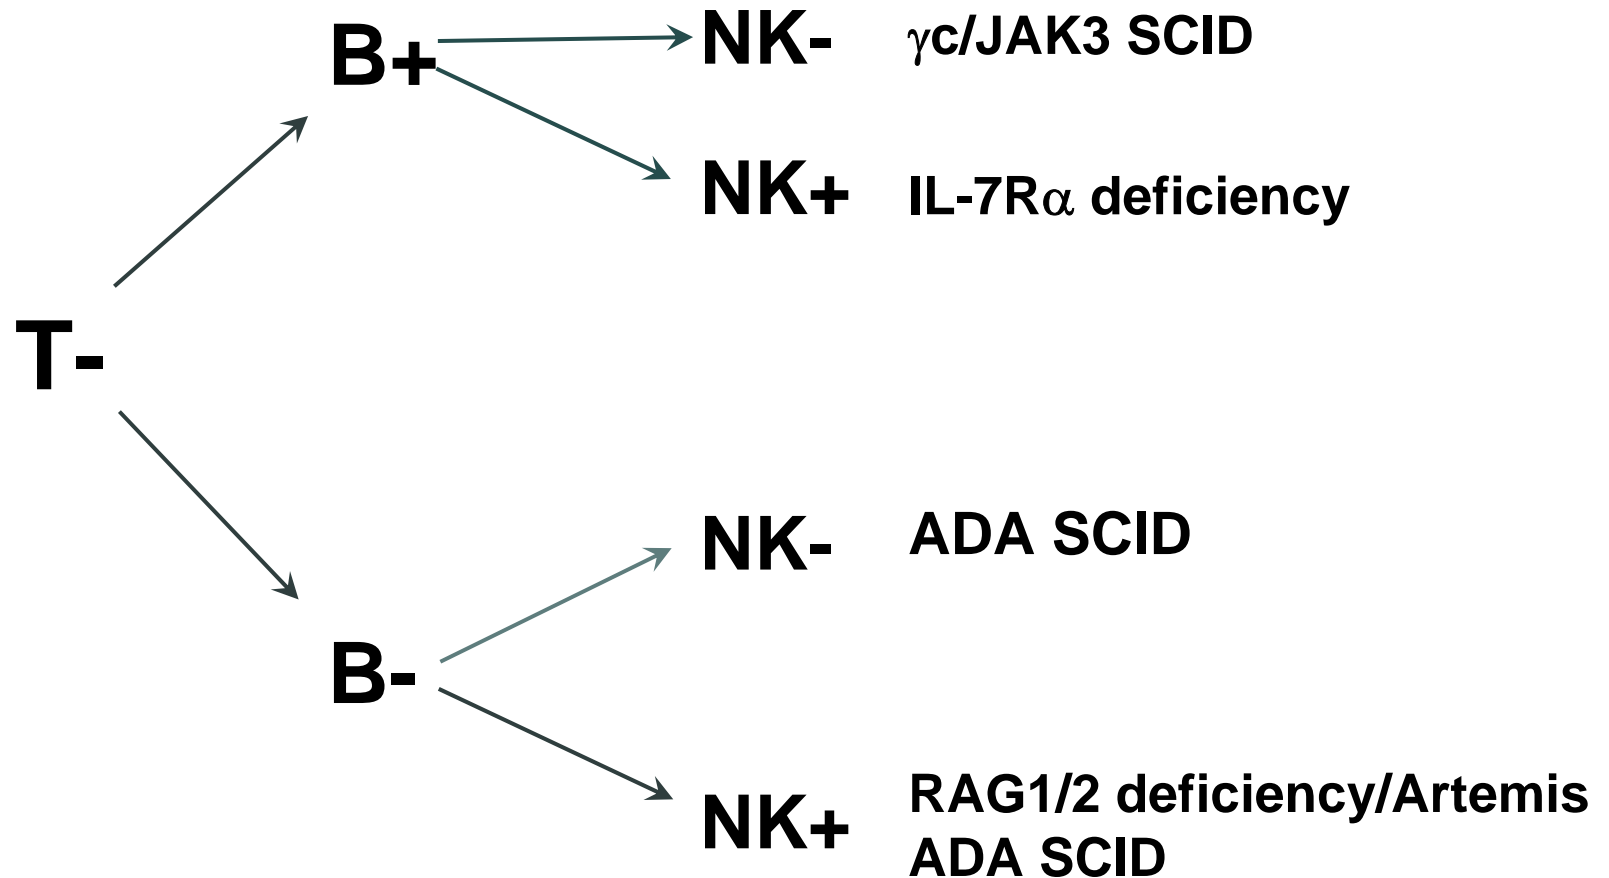 B+
NK- γc/JAK3 SCID
NK+ IL-7Rα deficiency
T-
NK- ADA SCID
B-
NK+ RAG1/2 deficiency/Artemis
ADA SCID